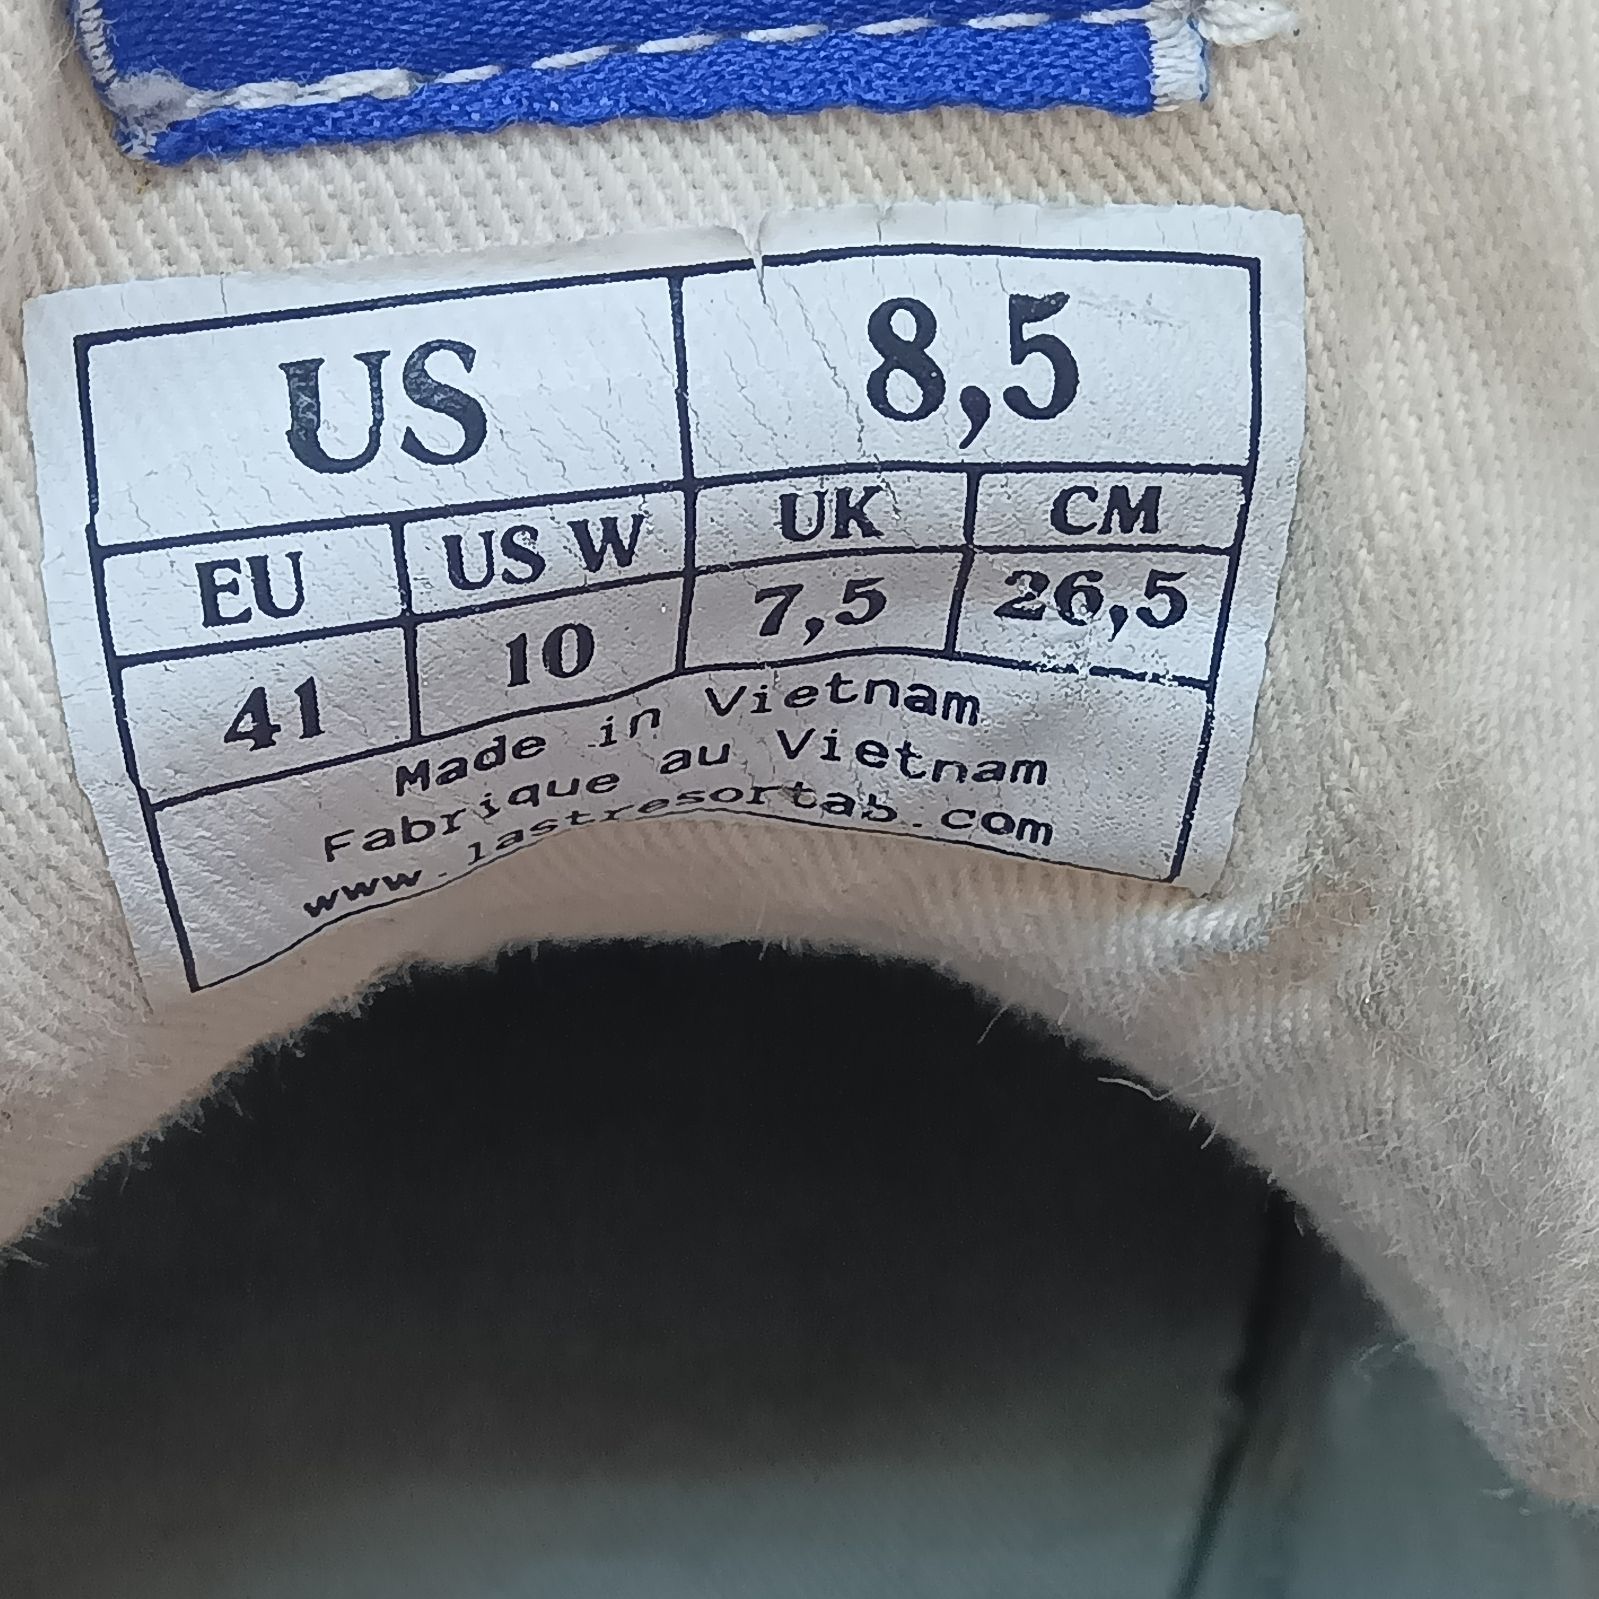 US 8,5
EU US W UK CM
41 10 7,5 26,5
Made in Vietnam
Fabrique au Vietnam
www.lastresortab.com